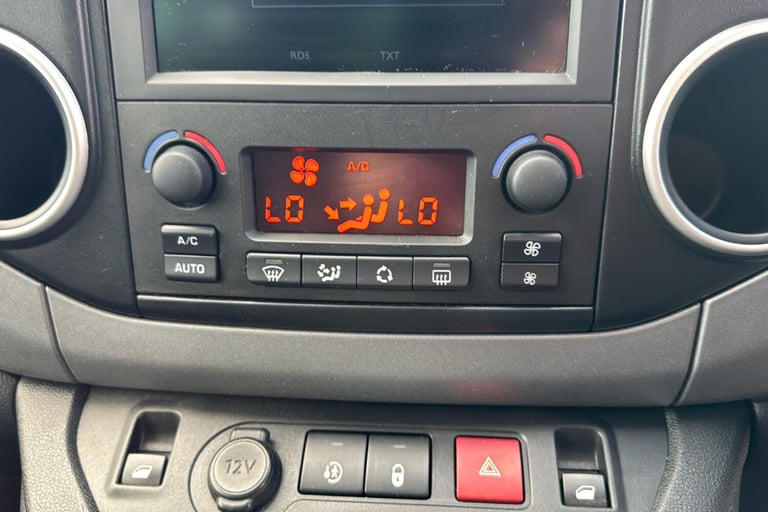 RDS TXT
A/C
LO LO
A/C
AUTO
12V